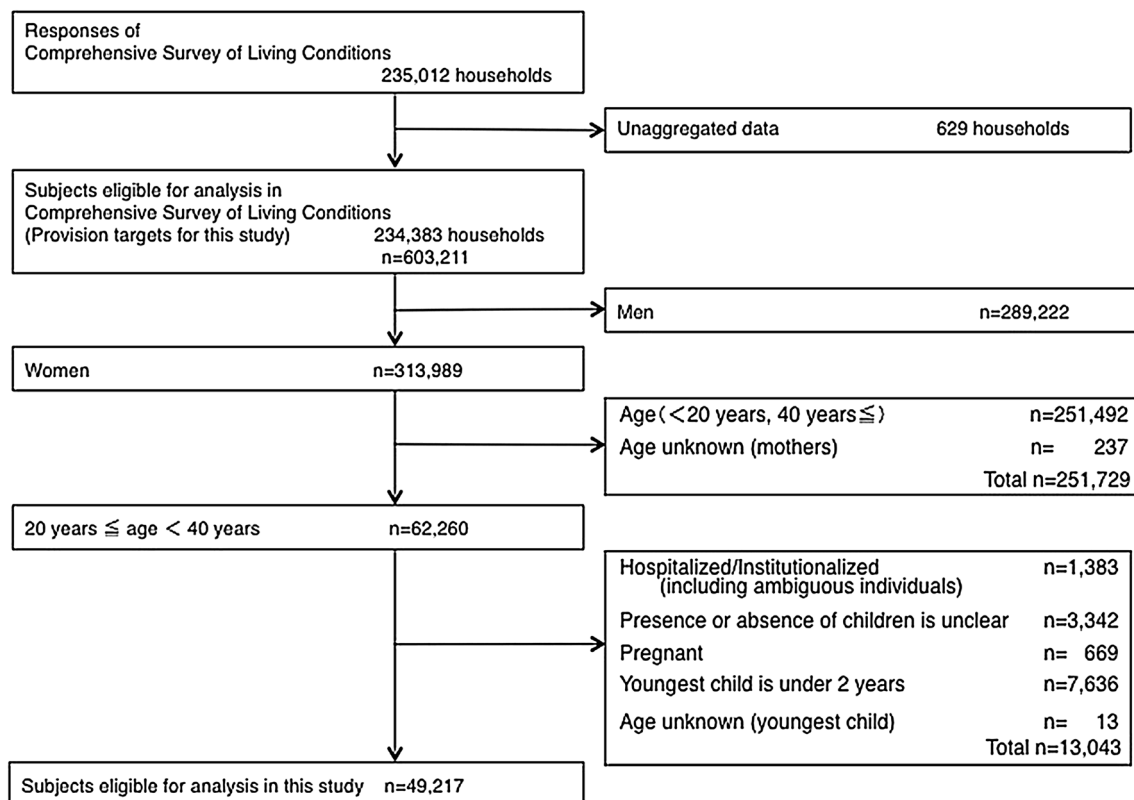 Responses of
Comprehensive Survey of Living Conditions
235,012 households
Unaggregated data 629 households
Subjects eligible for analysis in
Comprehensive Survey of Living Conditions
(Provision targets for this study) 234,383 households
n=603,211
Men n=289,222
Women n=313,989
Age(<20 years, 40 years≦) n=251,492
Age unknown (mothers) n= 237
Total n=251,729
20 years ≦ age < 40 years n=62,260
Hospitalized/Institutionalized n=1,383
(including ambiguous individuals)
Presence or absence of children is unclear n=3,342
Pregnant n= 669
Youngest child is under 2 years n=7,636
Age unknown (youngest child) n= 13
Total n=13,043
Subjects eligible for analysis in this study n=49,217